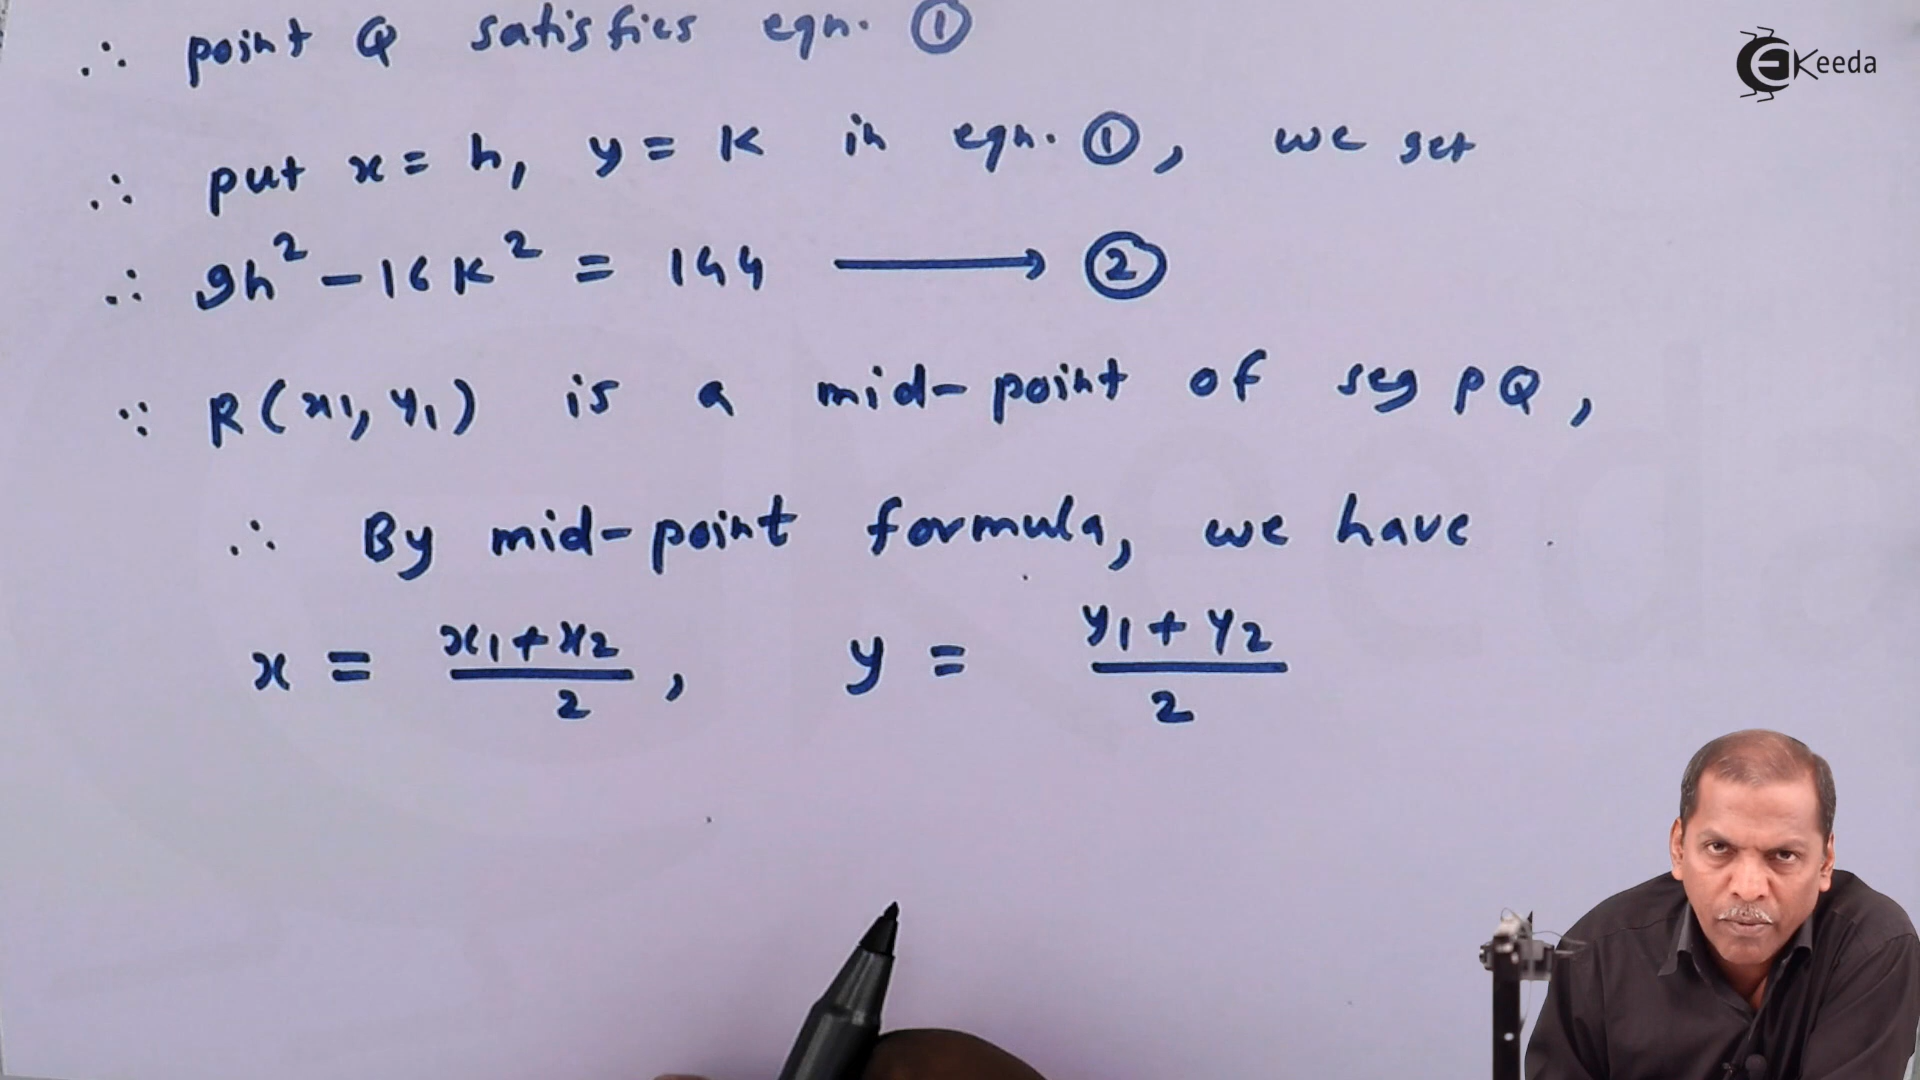 ∴ point Q satisfies eqn. ①
Keeda
∴ put x = h, y = K in eqn. ①, we get
∴ 9h² - 16K² = 144 ⟶ ②
∵ R(x₁, y₁) is a mid-point of seg PQ,
∴ By mid-point formula, we have
x = (x₁ + x₂)/2, y = (y₁ + y₂)/2